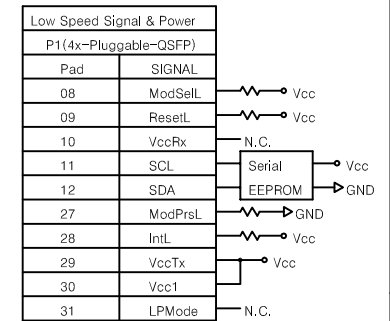 Low Speed Signal & Power
P1(4x-Pluggable-QSFP)
Pad SIGNAL
08 ModSelL Vcc
09 ResetL Vcc
10 VccRx N.C.
11 SCL Serial Vcc
12 SDA EEPROM GND
27 ModPrsL GND
28 IntL Vcc
29 VccTx Vcc
30 Vcc1
31 LPMode N.C.